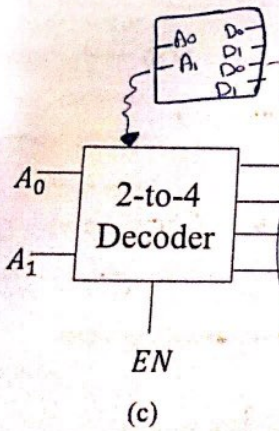 A0 D0
A1 D1
D0
D1
A0
2-to-4
Decoder
A1
EN
(c)